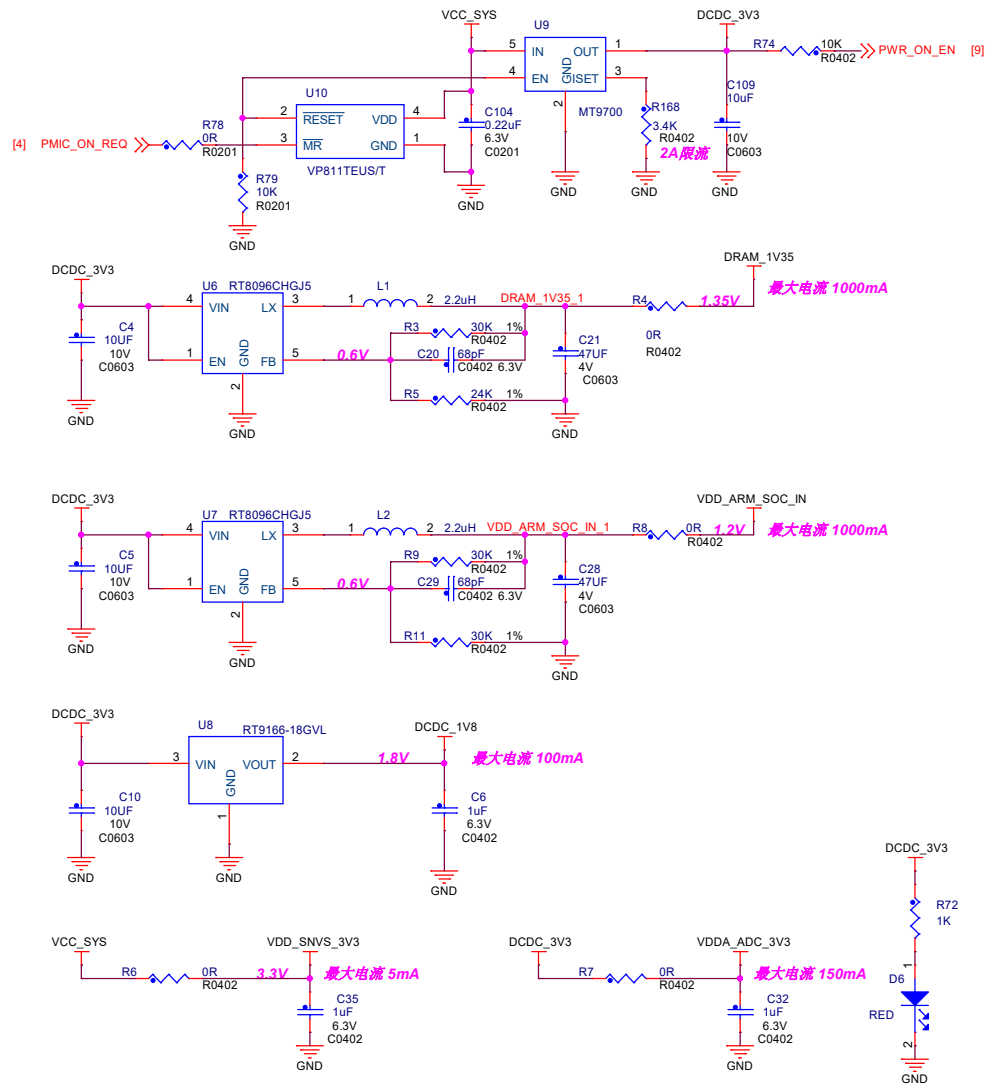 VCC_SYS
U9
DCDC_3V3
5 IN OUT 1
R74
10K
R0402
PWR_ON_EN [9]
4 EN GND ISET 3
2
MT9700
U10
2 RESET VDD 4
3 MR GND 1
VP811TEUS/T
[4] PMIC_ON_REQ
R78
0R
R0201
R79
10K
R0201
GND
C104
0.22uF
6.3V
C0201
GND
GND
R168
3.4K
R0402
2A限流
GND
C109
10uF
10V
C0603
GND
DCDC_3V3
U6 RT8096CHGJ5
4 VIN LX 3
1 EN GND FB 5
2
GND
C4
10UF
10V
C0603
GND
L1
1 2 2.2uH
DRAM_1V35_1
R3 30K 1%
R0402
0.6V
C20 68pF
C0402 6.3V
R5 24K 1%
R0402
C21
47UF
4V
C0603
GND
R4
0R
R0402
1.35V
DRAM_1V35
最大电流 1000mA
DCDC_3V3
U7 RT8096CHGJ5
4 VIN LX 3
1 EN GND FB 5
2
GND
C5
10UF
10V
C0603
GND
L2
1 2 2.2uH
VDD_ARM_SOC_IN_1
R9 30K 1%
R0402
0.6V
C29 68pF
C0402 6.3V
R11 30K 1%
R0402
C28
47UF
4V
C0603
GND
R8 0R
R0402
1.2V
VDD_ARM_SOC_IN
最大电流 1000mA
DCDC_3V3
U8
RT9166-18GVL
3 VIN VOUT 2
GND
1
GND
C10
10UF
10V
C0603
GND
1.8V
DCDC_1V8
最大电流 100mA
C6
1uF
6.3V
C0402
GND
DCDC_3V3
R72
1K
1
D6
RED
2
GND
VCC_SYS
R6 0R
R0402
3.3V
VDD_SNVS_3V3
最大电流 5mA
C35
1uF
6.3V
C0402
GND
DCDC_3V3
R7 0R
R0402
VDDA_ADC_3V3
最大电流 150mA
C32
1uF
6.3V
C0402
GND